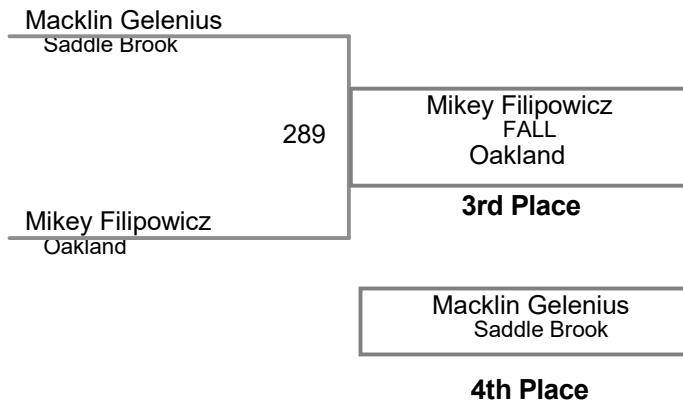 Macklin Gelenius
Saddle Brook
289
Mikey Filipowicz
FALL
Oakland
3rd Place
Mikey Filipowicz
Oakland
Macklin Gelenius
Saddle Brook
4th Place